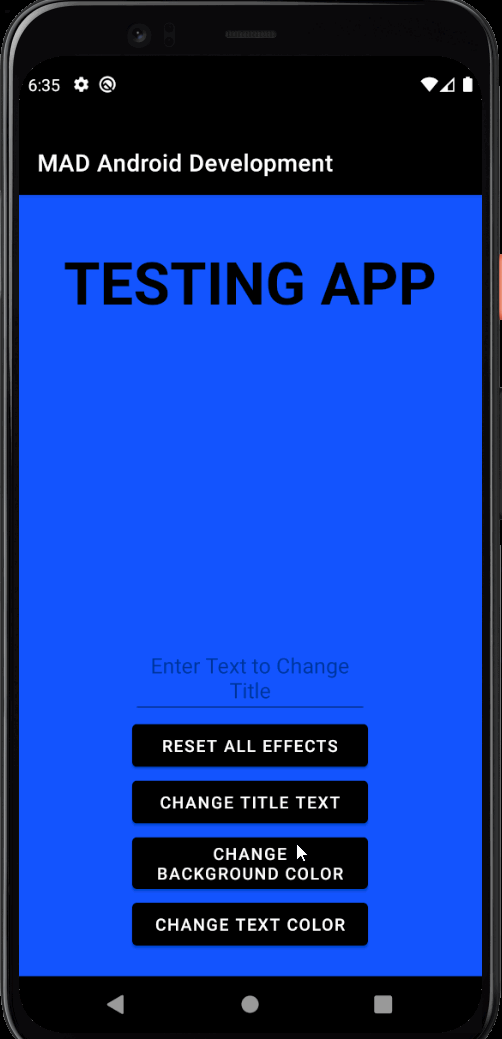 6:35
MAD Android Development
TESTING APP
Enter Text to Change
Title
RESET ALL EFFECTS
CHANGE TITLE TEXT
CHANGE
BACKGROUND COLOR
CHANGE TEXT COLOR